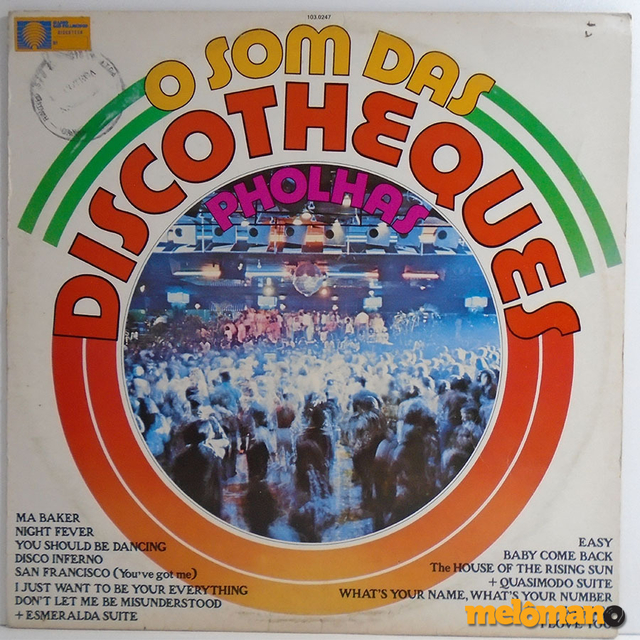 103.0247
O SOM DAS
DISCOTHEQUES
PHOLHAS
MA BAKER
NIGHT FEVER
YOU SHOULD BE DANCING
DISCO INFERNO
SAN FRANCISCO (You've got me)
I JUST WANT TO BE YOUR EVERYTHING
DON'T LET ME BE MISUNDERSTOOD
+ ESMERALDA SUITE
EASY
BABY COME BACK
The HOUSE OF THE RISING SUN
+ QUASIMODO SUITE
WHAT'S YOUR NAME, WHAT'S YOUR NUMBER
I LOVE YOU
melômano